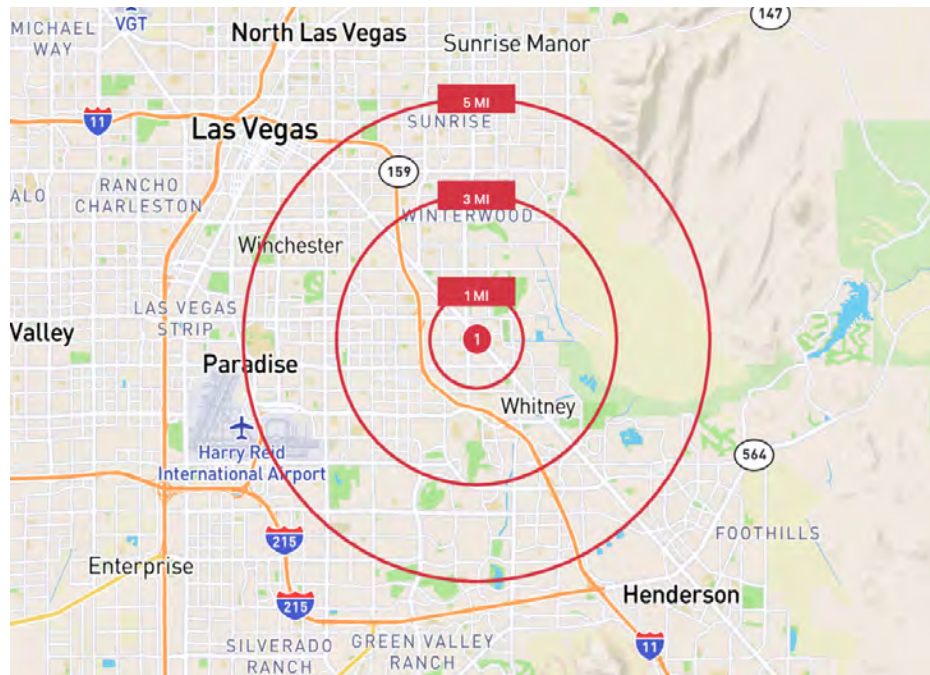 147
MICHAEL
WAY
VGT
North Las Vegas
Sunrise Manor
5 MI
11
Las Vegas
SUNRISE
159
ALO
RANCHO
CHARLESTON
3 MI
WINTERWOOD
Winchester
1 MI
LAS VEGAS
STRIP
Valley
1
Paradise
Whitney
Harry Reid
International Airport
564
215
FOOTHILLS
Enterprise
Henderson
215
SILVERADO
RANCH
GREEN VALLEY
RANCH
11